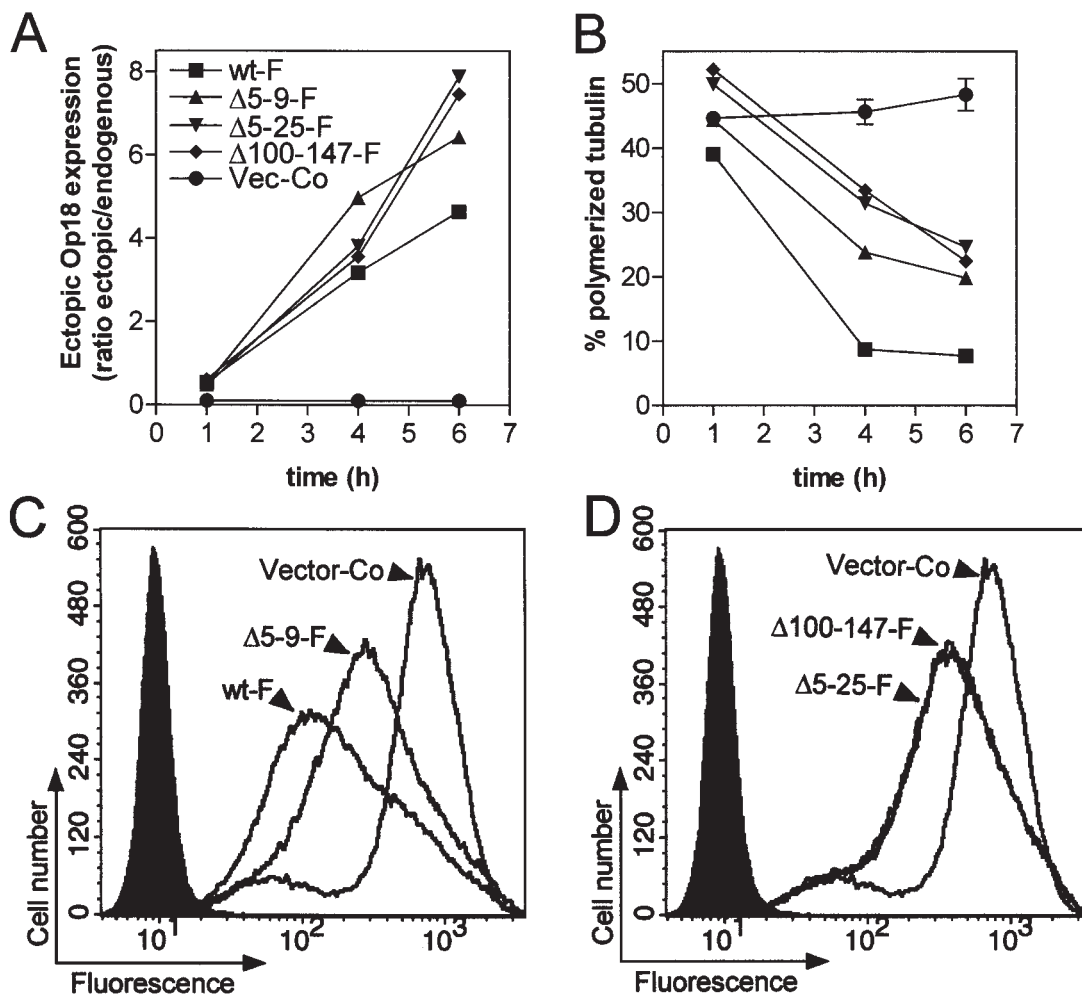 A
Ectopic Op18 expression
(ratio ectopic/endogenous)
8
6
4
2
0
wt-F
Δ5-9-F
Δ5-25-F
Δ100-147-F
Vec-Co
0 1 2 3 4 5 6 7
time (h)
B
% polymerized tubulin
50
40
30
20
10
0
0 1 2 3 4 5 6 7
time (h)
C
Cell number
600
480
360
240
120
0
Vector-Co
Δ5-9-F
wt-F
10¹ 10² 10³
Fluorescence
D
Cell number
600
480
360
240
120
0
Vector-Co
Δ100-147-F
Δ5-25-F
10¹ 10² 10³
Fluorescence